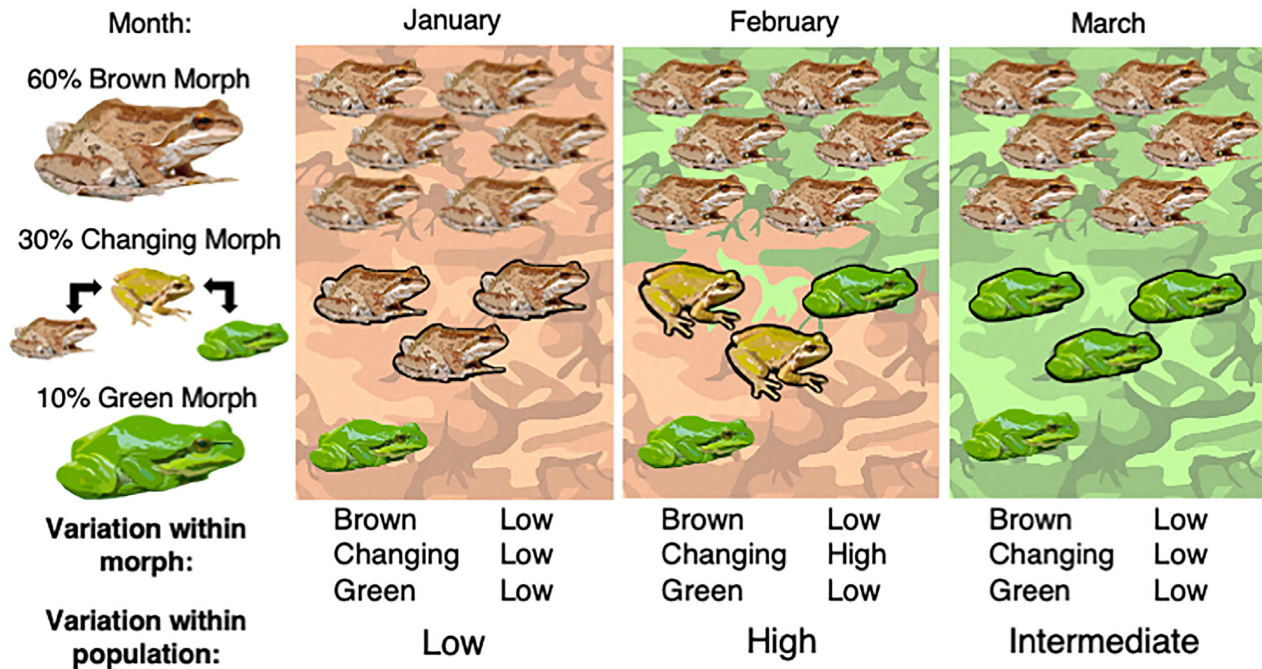 Month:
January
February
March
60% Brown Morph
30% Changing Morph
10% Green Morph
Variation within
morph:
Brown Low
Changing Low
Green Low
Brown Low
Changing High
Green Low
Brown Low
Changing Low
Green Low
Variation within
population:
Low
High
Intermediate